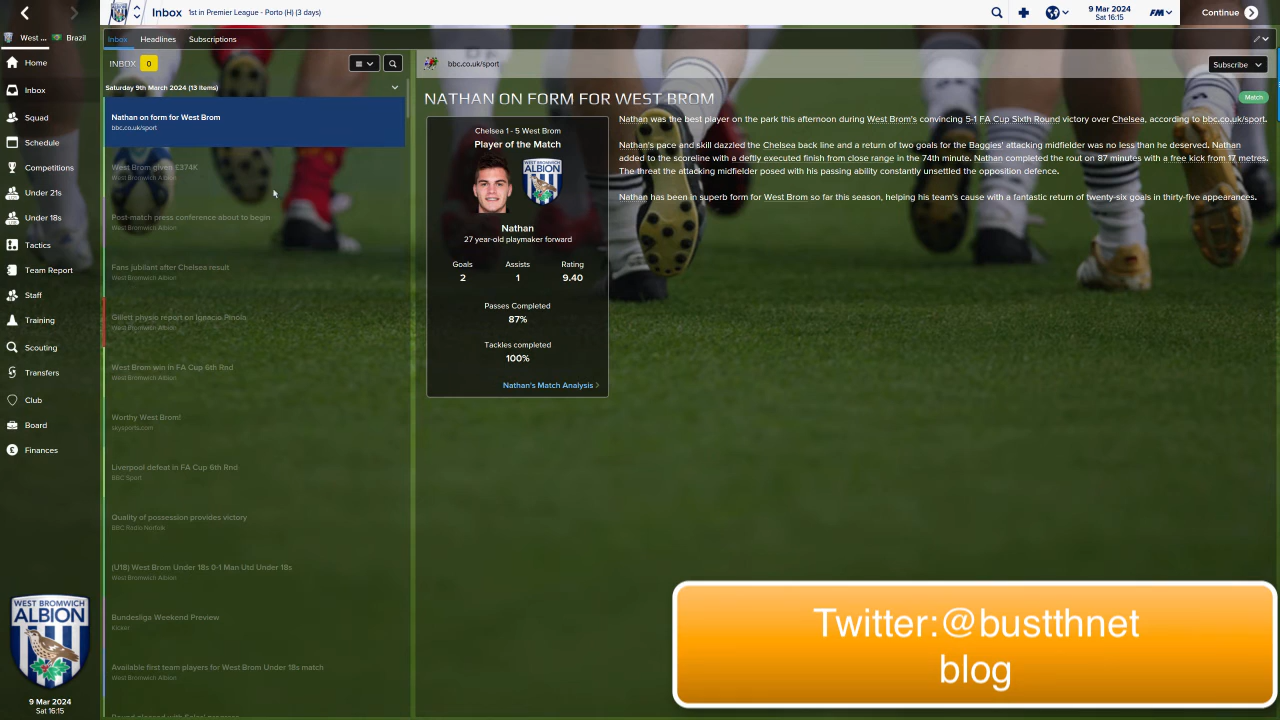 Inbox
1st in Premier League - Porto (H) (3 days)
9 Mar 2024
Sat 16:15
FM
Continue
West ...
Brazil
Home
Inbox
Squad
Schedule
Competitions
Under 21s
Under 18s
Tactics
Team Report
Staff
Training
Scouting
Transfers
Club
Board
Finances
WEST BROMWICH
ALBION
9 Mar 2024
Sat 16:15
Inbox
Headlines
Subscriptions
INBOX
0
Saturday 9th March 2024 (13 items)
Nathan on form for West Brom
bbc.co.uk/sport
West Brom given £374K
West Bromwich Albion
Post-match press conference about to begin
West Bromwich Albion
Fans jubilant after Chelsea result
West Bromwich Albion
Gillett physio report on Ignacio Pinola
West Bromwich Albion
West Brom win in FA Cup 6th Rnd
West Bromwich Albion
Worthy West Brom!
skysports.com
Liverpool defeat in FA Cup 6th Rnd
BBC Sport
Quality of possession provides victory
BBC Radio Norfolk
(U18) West Brom Under 18s 0-1 Man Utd Under 18s
West Bromwich Albion
Bundesliga Weekend Preview
Kicker
Available first team players for West Brom Under 18s match
West Bromwich Albion
bbc.co.uk/sport
Subscribe
NATHAN ON FORM FOR WEST BROM
Match
Chelsea 1 - 5 West Brom
Player of the Match
Nathan
27 year-old playmaker forward
Goals
Assists
Rating
2
1
9.40
Passes Completed
87%
Tackles completed
100%
Nathan's Match Analysis
Nathan was the best player on the park this afternoon during West Brom's convincing 5-1 FA Cup Sixth Round victory over Chelsea, according to bbc.co.uk/sport.
Nathan's pace and skill dazzled the Chelsea back line and a return of two goals for the Baggies' attacking midfielder was no less than he deserved. Nathan
added to the scoreline with a deftly executed finish from close range in the 74th minute. Nathan completed the rout on 87 minutes with a free kick from 17 metres.
The threat the attacking midfielder posed with his passing ability constantly unsettled the opposition defence.
Nathan has been in superb form for West Brom so far this season, helping his team's cause with a fantastic return of twenty-six goals in thirty-five appearances.
Twitter:@bustthnet
blog